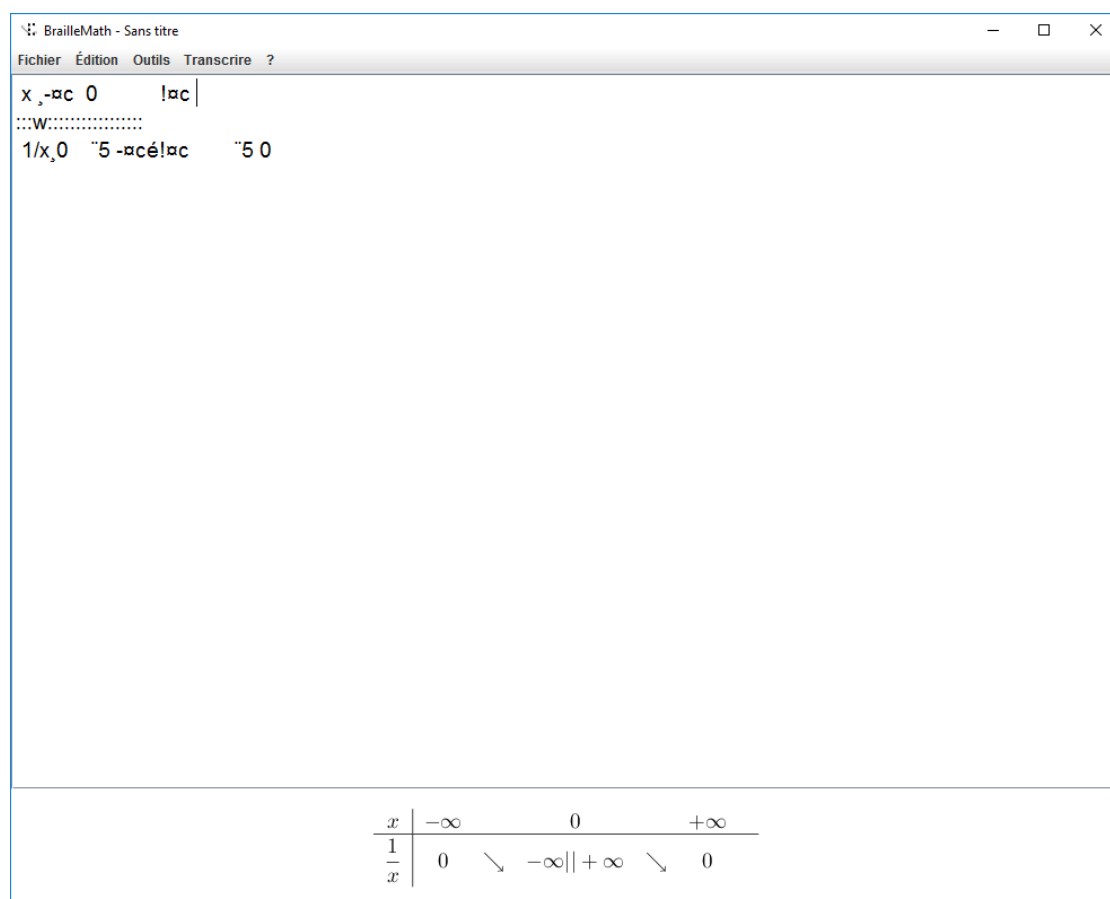 BrailleMath - Sans titre
Fichier Édition Outils Transcrire ?
x ¸-¤c 0 !¤c
:::w:::::::::::::::::
1/x¸0 ¨5 -¤cé!¤c ¨5 0
x −∞ 0 +∞
1/x 0 ↘ −∞|| + ∞ ↘ 0